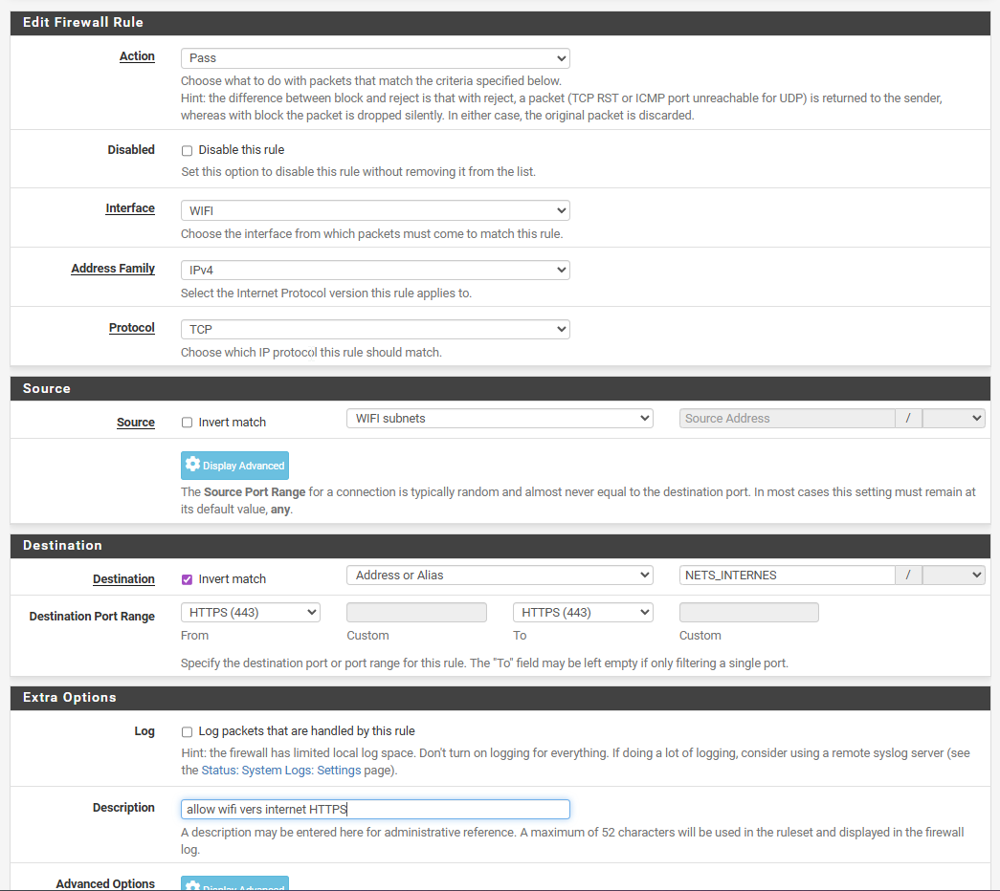 Edit Firewall Rule
Action
Pass
Choose what to do with packets that match the criteria specified below.
Hint: the difference between block and reject is that with reject, a packet (TCP RST or ICMP port unreachable for UDP) is returned to the sender,
whereas with block the packet is dropped silently. In either case, the original packet is discarded.
Disabled
Disable this rule
Set this option to disable this rule without removing it from the list.
Interface
WIFI
Choose the interface from which packets must come to match this rule.
Address Family
IPv4
Select the Internet Protocol version this rule applies to.
Protocol
TCP
Choose which IP protocol this rule should match.
Source
Source
Invert match
WIFI subnets
Source Address
/
Display Advanced
The Source Port Range for a connection is typically random and almost never equal to the destination port. In most cases this setting must remain at
its default value, any.
Destination
Destination
Invert match
Address or Alias
NETS_INTERNES
/
Destination Port Range
HTTPS (443)
HTTPS (443)
From
Custom
To
Custom
Specify the destination port or port range for this rule. The "To" field may be left empty if only filtering a single port.
Extra Options
Log
Log packets that are handled by this rule
Hint: the firewall has limited local log space. Don't turn on logging for everything. If doing a lot of logging, consider using a remote syslog server (see
the Status: System Logs: Settings page).
Description
allow wifi vers internet HTTPS
A description may be entered here for administrative reference. A maximum of 52 characters will be used in the ruleset and displayed in the firewall
log.
Advanced Options
Display Advanced